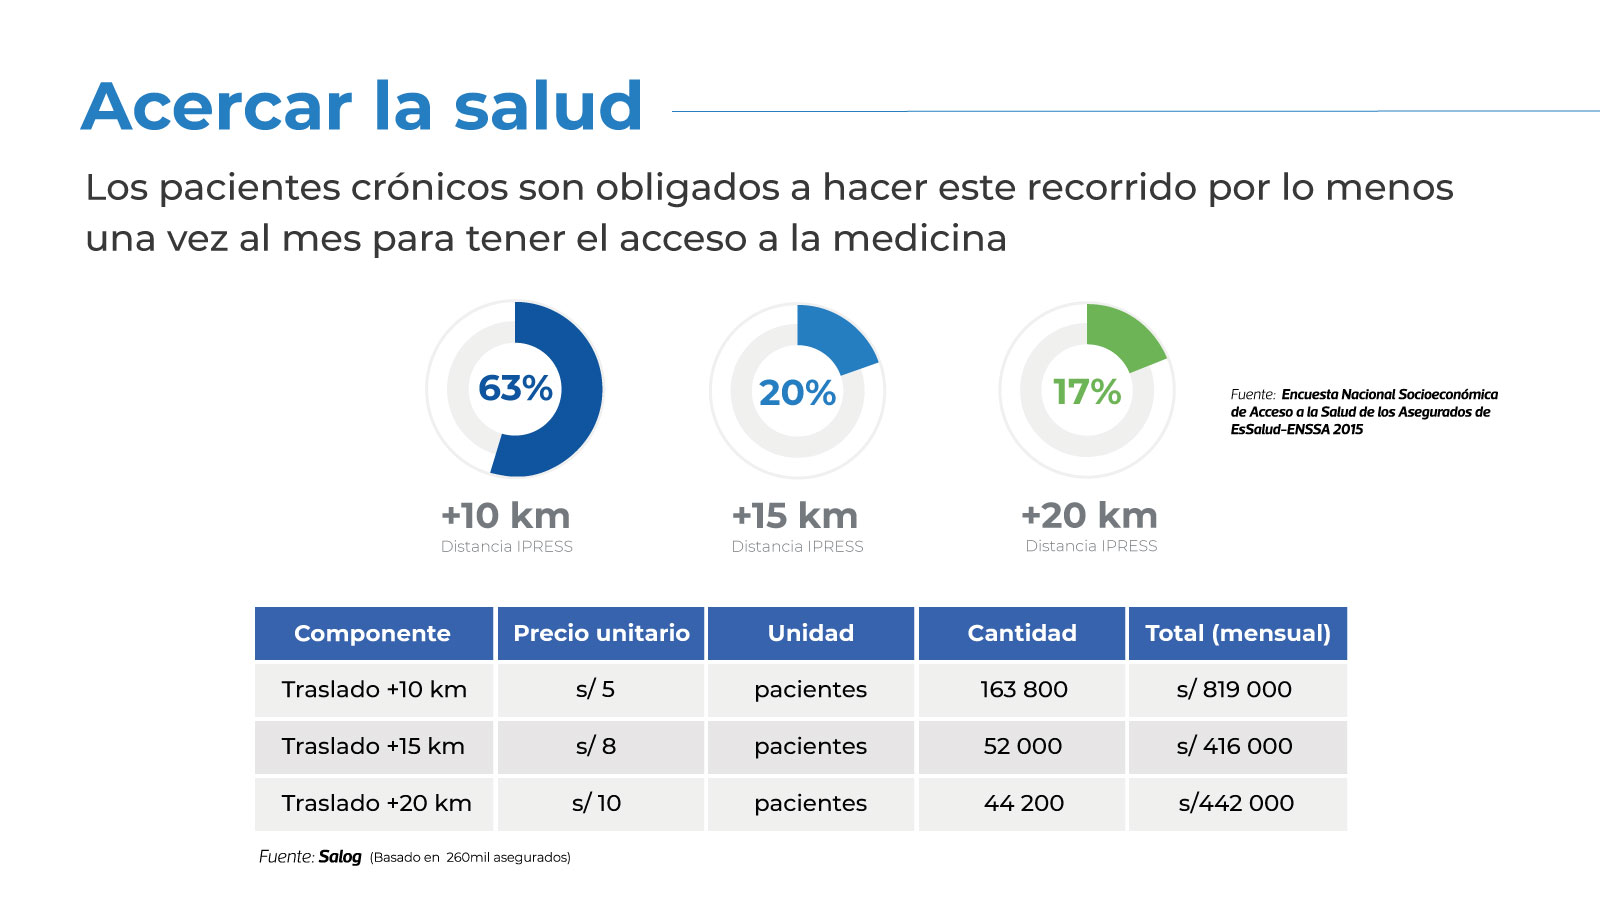 Acercar la salud
Los pacientes crónicos son obligados a hacer este recorrido por lo menos
una vez al mes para tener el acceso a la medicina
63%
+10 km
Distancia IPRESS
20%
+15 km
Distancia IPRESS
17%
+20 km
Distancia IPRESS
Fuente: Encuesta Nacional Socioeconómica
de Acceso a la Salud de los Asegurados de
EsSalud-ENSSA 2015
Componente Precio unitario Unidad Cantidad Total (mensual)
Traslado +10 km s/ 5 pacientes 163 800 s/ 819 000
Traslado +15 km s/ 8 pacientes 52 000 s/ 416 000
Traslado +20 km s/ 10 pacientes 44 200 s/442 000
Fuente: Salog (Basado en 260mil asegurados)